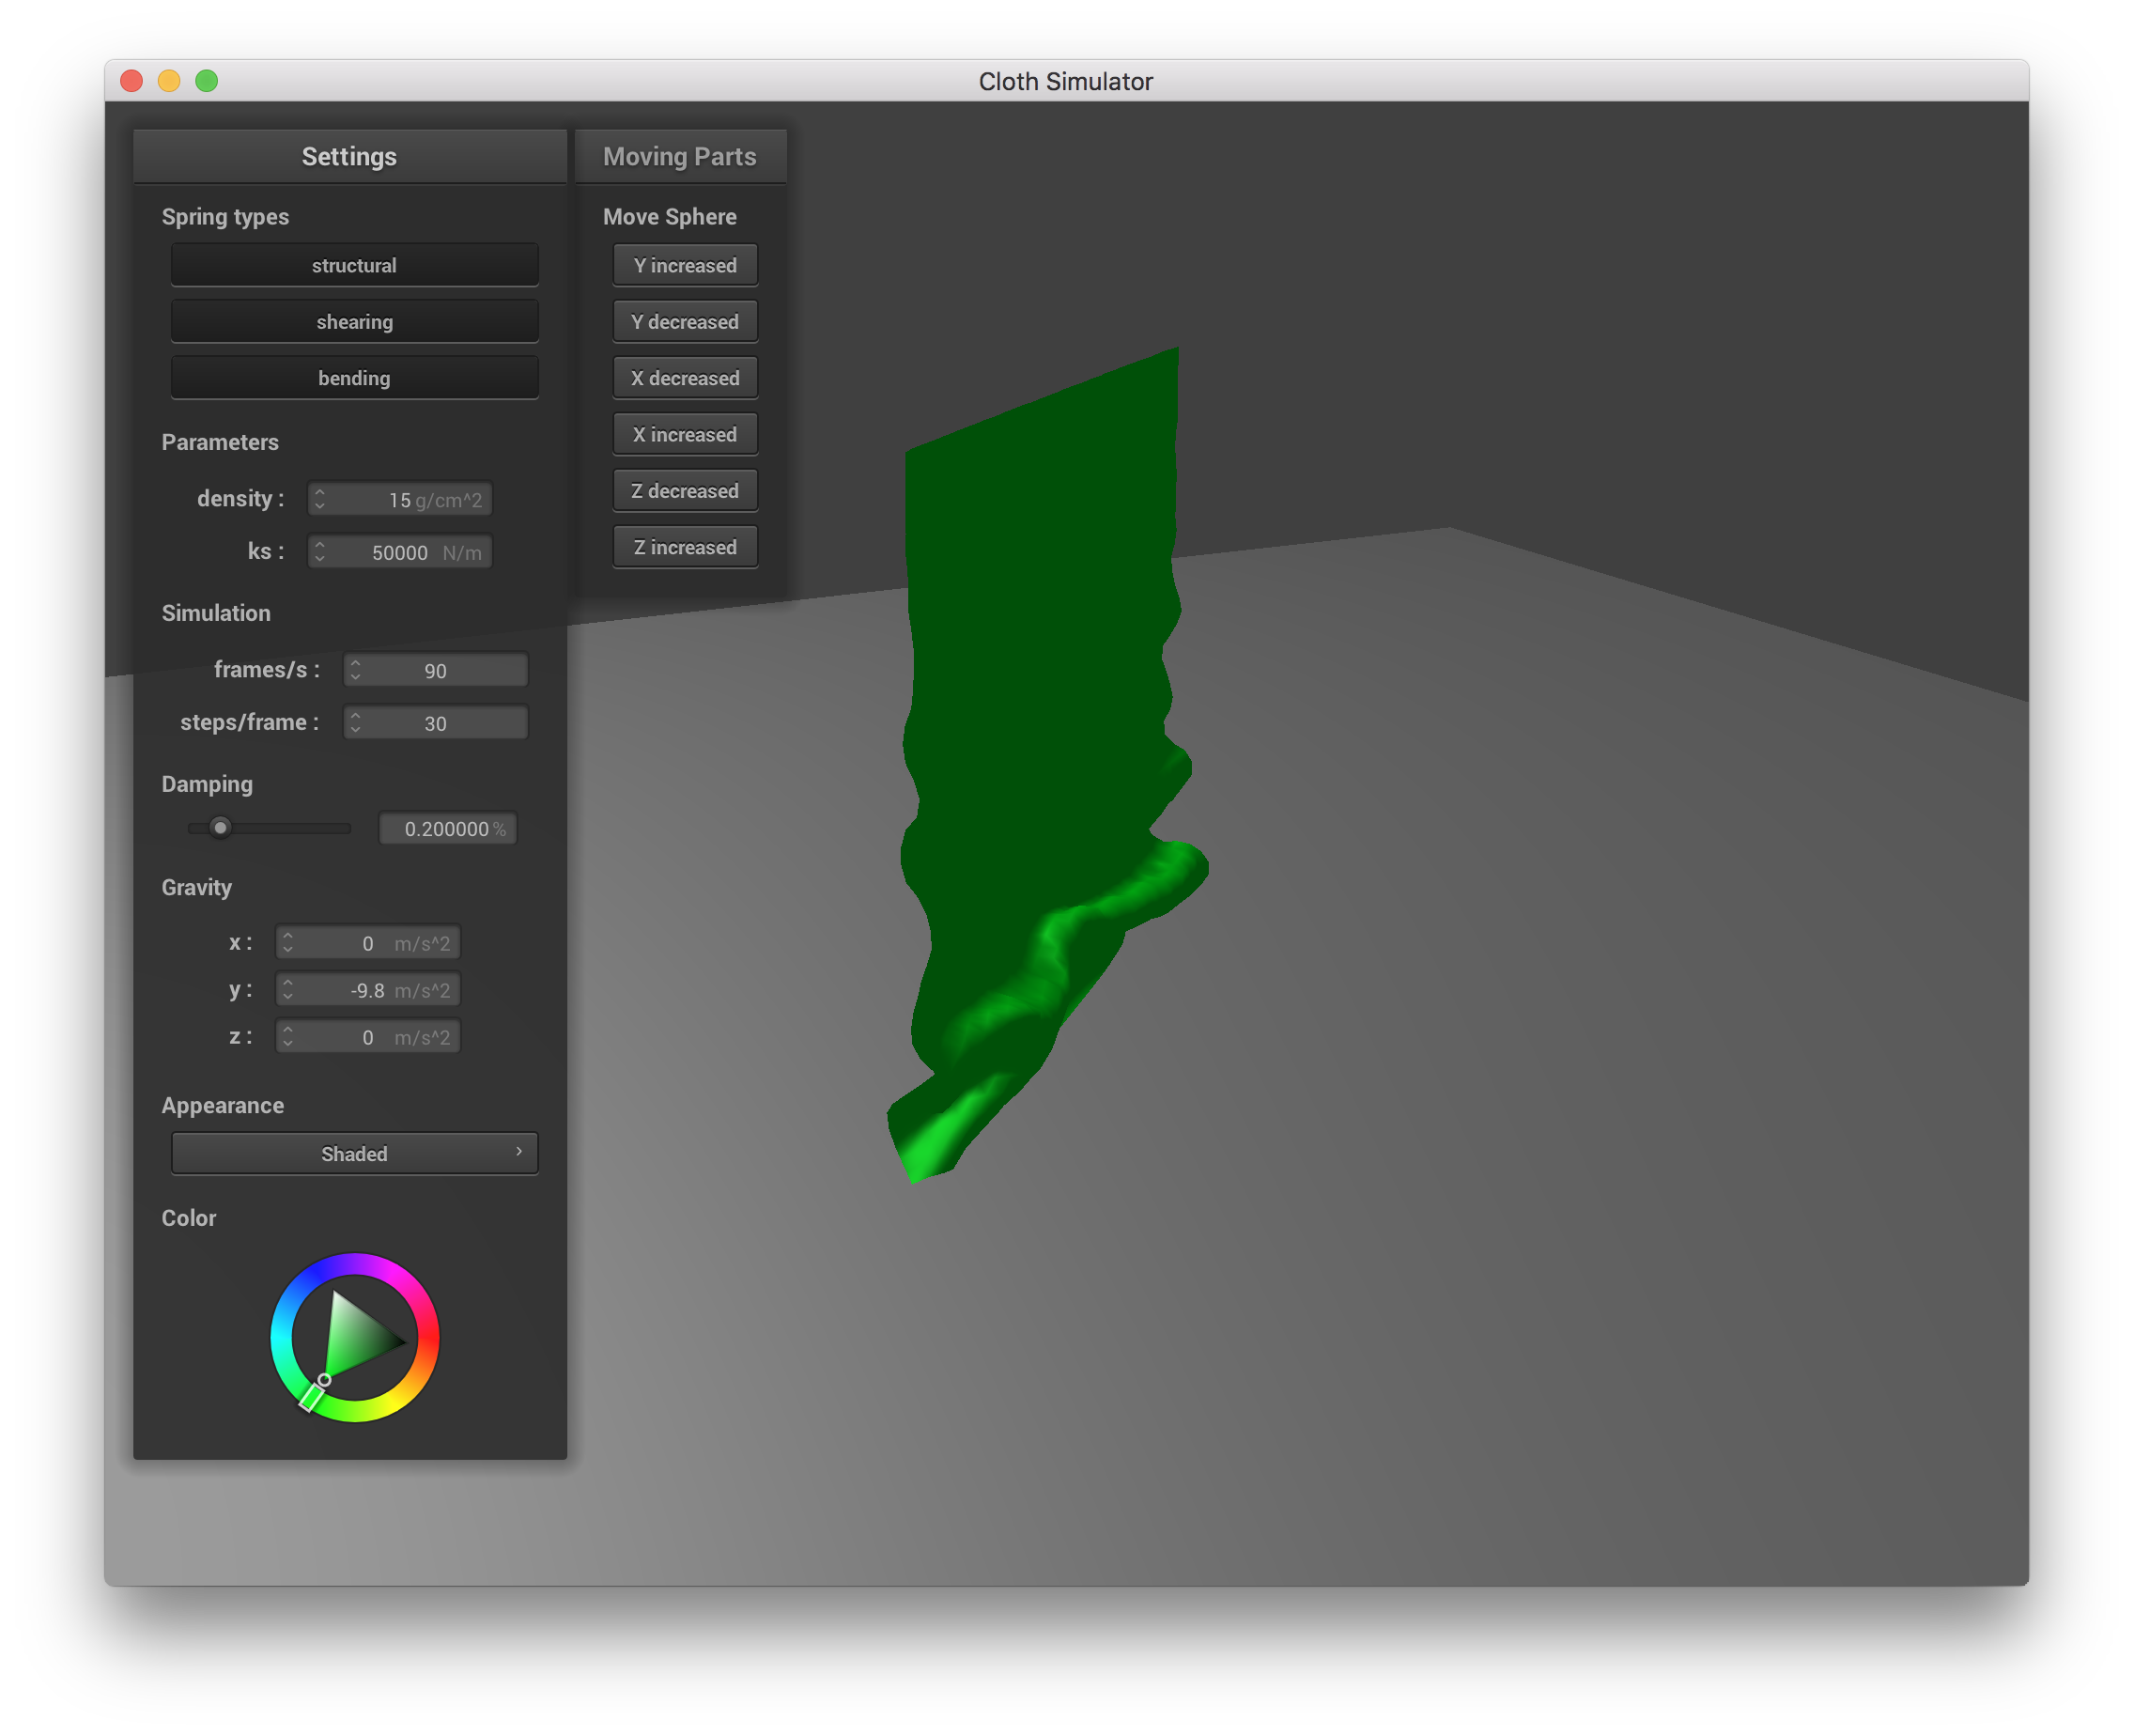 Cloth Simulator
Settings
Spring types
structural
shearing
bending
Parameters
density : 15 g/cm^2
ks : 50000 N/m
Simulation
frames/s : 90
steps/frame : 30
Damping
0.200000 %
Gravity
x : 0 m/s^2
y : -9.8 m/s^2
z : 0 m/s^2
Appearance
Shaded
Color
Moving Parts
Move Sphere
Y increased
Y decreased
X decreased
X increased
Z decreased
Z increased